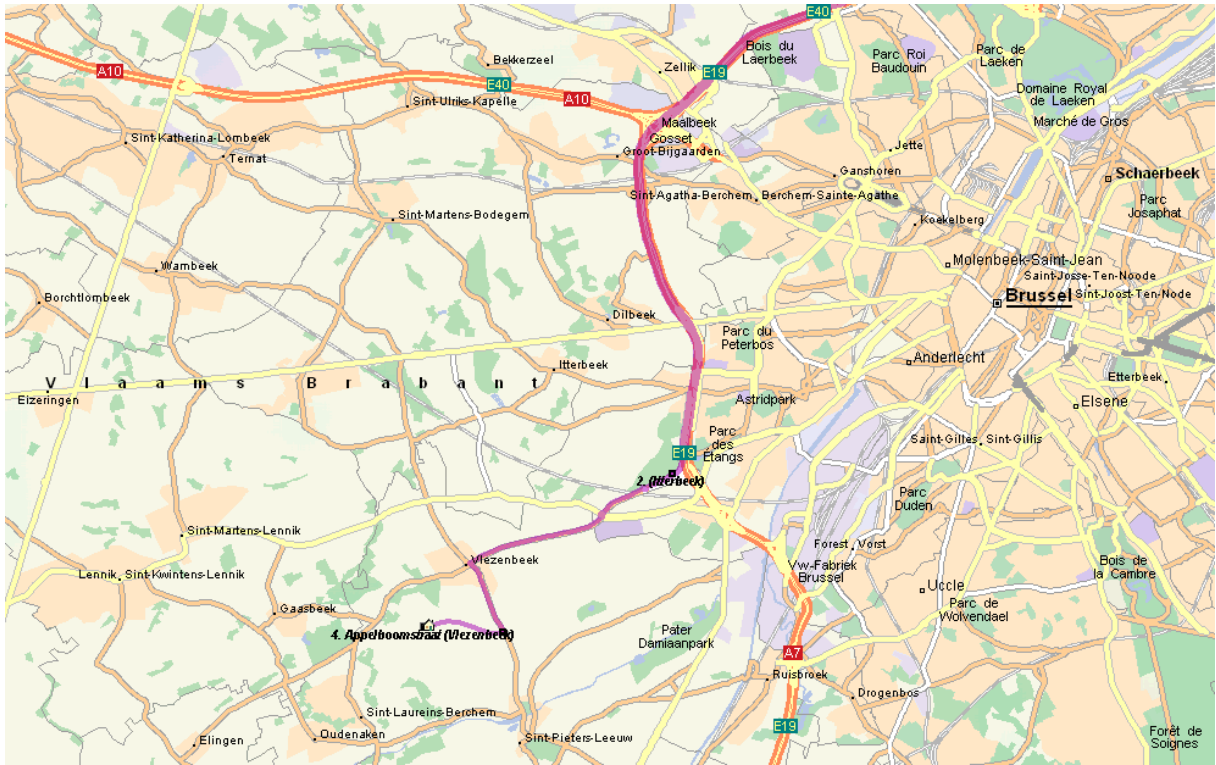 E40
Bois du
Laerbeek
Parc Roi
Baudouin
Parc de
Laeken
Bekkerzeel
Zellik
E19
A10
E40
A10
Sint-Ulriks-Kapelle
Domaine Royal
de Laeken
Marché de Gros
Maalbeek
Gosset
Sint-Katherina-Lombeek
Ternat
Groot-Bijgaarden
Jette
Ganshoren
Schaerbeek
Sint-Agatha-Berchem
Berchem-Sainte-Agathe
Parc
Josaphat
Sint-Martens-Bodegem
Koekelberg
Wambeek
Molenbeek-Saint-Jean
Saint-Josse-Ten-Noode
Borchtlombeek
Brussel
Sint-Joost-Ten-Node
Dilbeek
Parc du
Peterbos
Anderlecht
Itterbeek
Vlaams Brabant
Eizeringen
Etterbeek
Astridpark
Elsene
Parc
des
Étangs
Saint-Gilles
Sint-Gillis
E19
2. (Itterbeek)
Parc
Duden
Sint-Martens-Lennik
Forest
Vorst
Vlezenbeek
Vw-Fabriek
Brussel
Bois de
la Cambre
Lennik
Sint-Kwintens-Lennik
Uccle
Gaasbeek
Parc de
Wolvendael
4. Appelboomstraat (Vlezenbeek)
Pater
Damiaanpark
A7
Ruisbroek
Drogenbos
Sint-Laureins-Berchem
E19
Oudenaken
Elingen
Sint-Pieters-Leeuw
Forêt de
Soignes